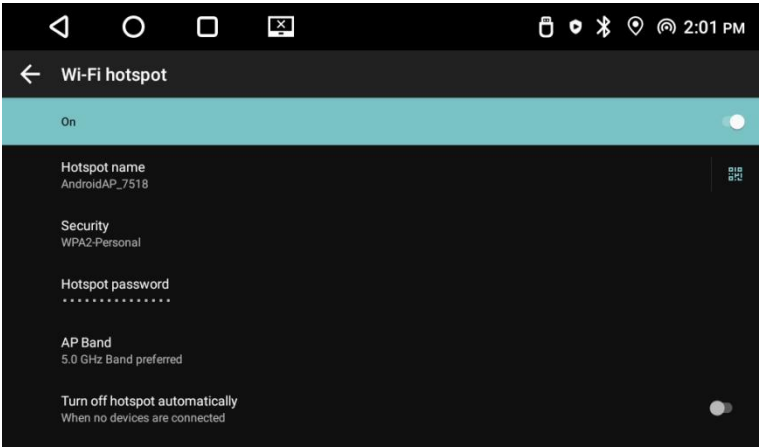 2:01 PM
Wi-Fi hotspot
On
Hotspot name
AndroidAP_7518
Security
WPA2-Personal
Hotspot password
•••••••••••••••
AP Band
5.0 GHz Band preferred
Turn off hotspot automatically
When no devices are connected